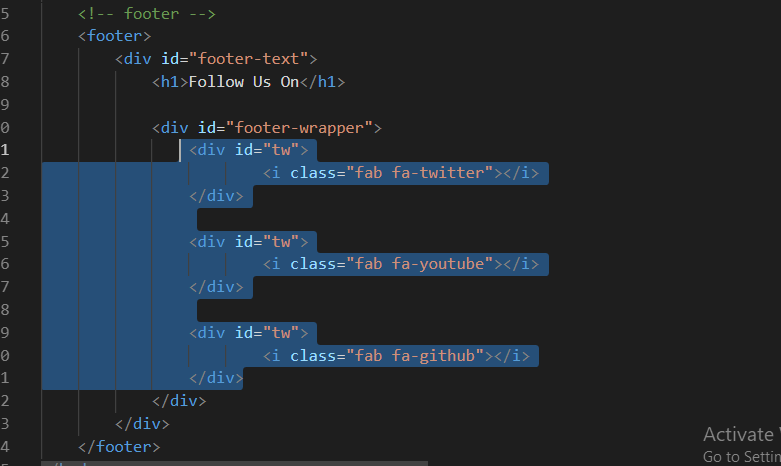 5 <!-- footer -->
6 <footer>
7 <div id="footer-text">
8 <h1>Follow Us On</h1>
9
0 <div id="footer-wrapper">
1 <div id="tw">
2 <i class="fab fa-twitter"></i>
3 </div>
4
5 <div id="tw">
6 <i class="fab fa-youtube"></i>
7 </div>
8
9 <div id="tw">
0 <i class="fab fa-github"></i>
1 </div>
2 </div>
3 </div>
4 </footer>
Activate
Go to Settin